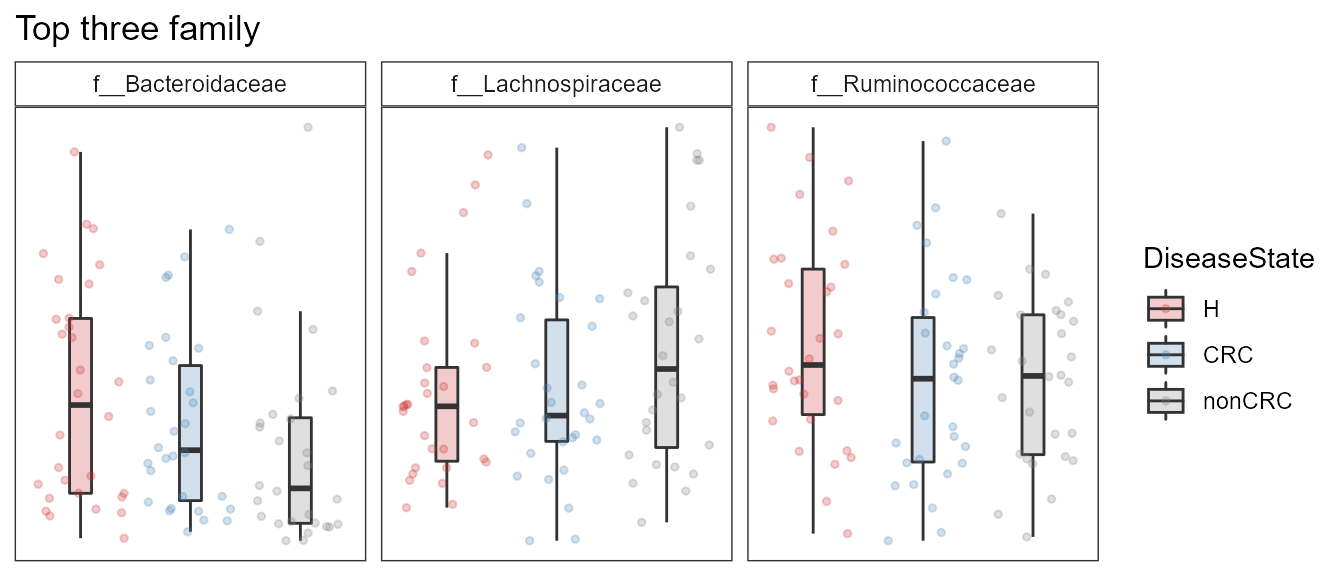 Top three family
f__Bacteroidaceae
f__Lachnospiraceae
f__Ruminococcaceae
DiseaseState
H
CRC
nonCRC